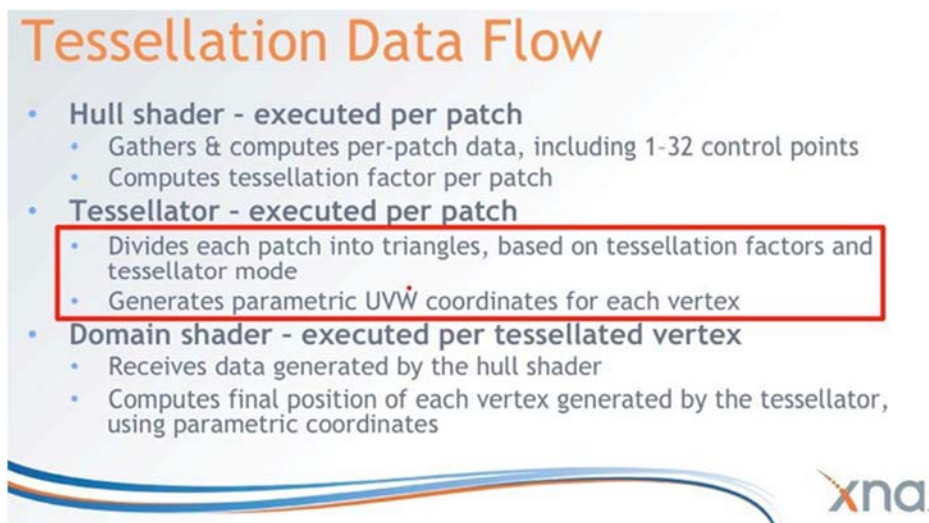 Tessellation Data Flow
• Hull shader – executed per patch
• Gathers & computes per-patch data, including 1–32 control points
• Computes tessellation factor per patch
• Tessellator – executed per patch
• Divides each patch into triangles, based on tessellation factors and
tessellator mode
• Generates parametric UVW coordinates for each vertex
• Domain shader – executed per tessellated vertex
• Receives data generated by the hull shader
• Computes final position of each vertex generated by the tessellator,
using parametric coordinates
xna